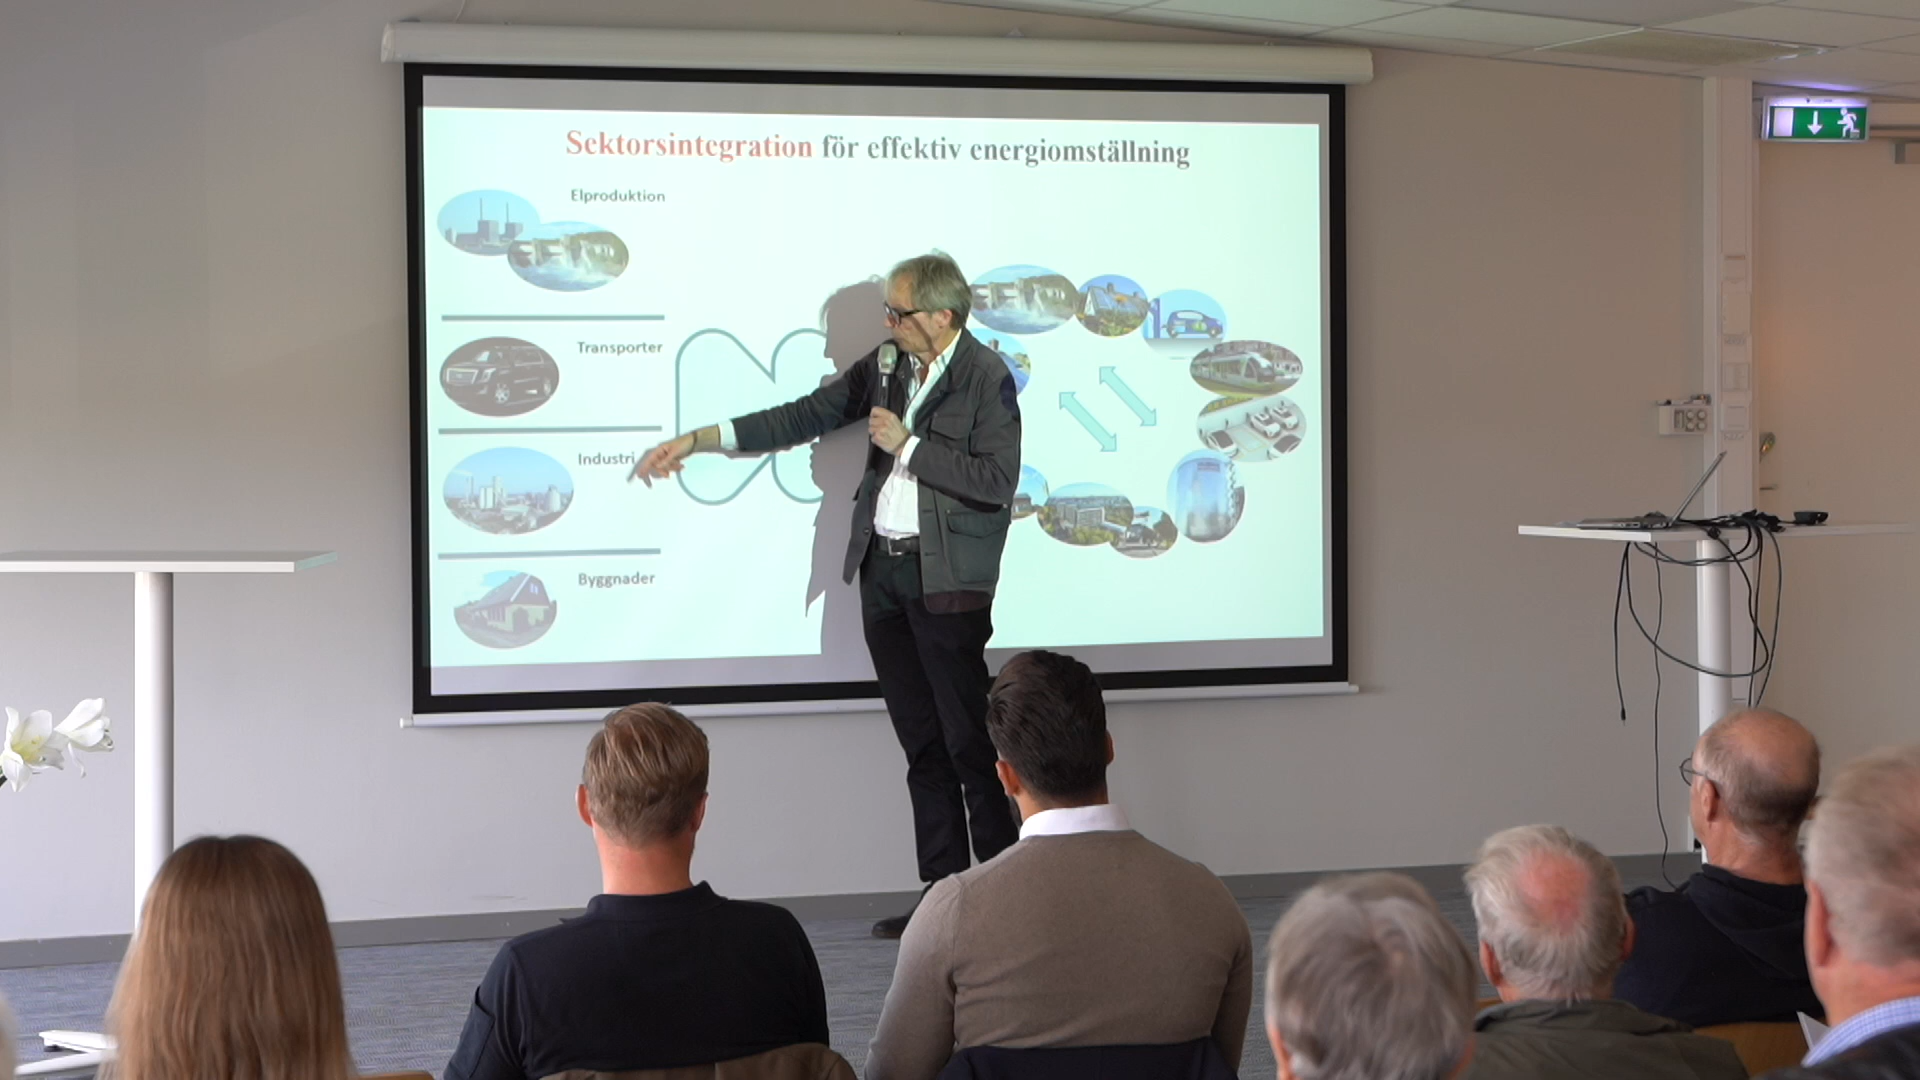 Sektorsintegration för effektiv energiomställning
Elproduktion
Transporter
Industri
Byggnader